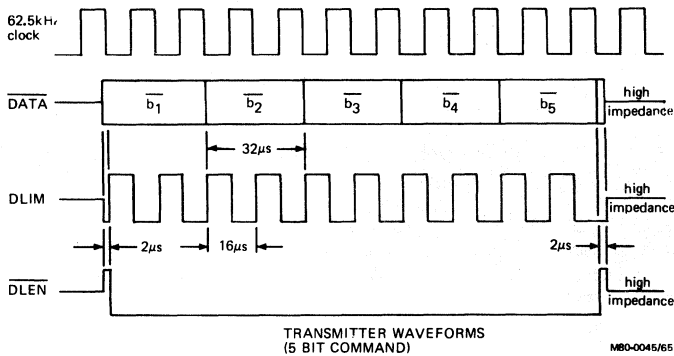 62.5kHz
clock
DATA
b1
b2
b3
b4
b5
high
impedance
32μs
DLIM
high
impedance
2μs
16μs
2μs
DLEN
high
impedance
TRANSMITTER WAVEFORMS
(5 BIT COMMAND)
M80-0045/65